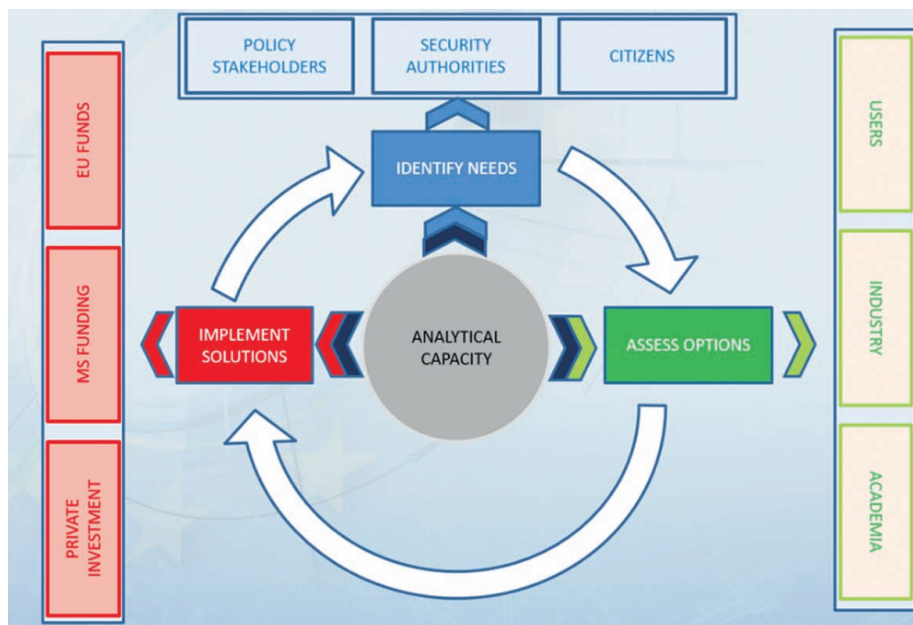 POLICY
STAKEHOLDERS
SECURITY
AUTHORITIES
CITIZENS
EU FUNDS
MS FUNDING
PRIVATE
INVESTMENT
IDENTIFY NEEDS
IMPLEMENT
SOLUTIONS
ANALYTICAL
CAPACITY
ASSESS OPTIONS
USERS
INDUSTRY
ACADEMIA